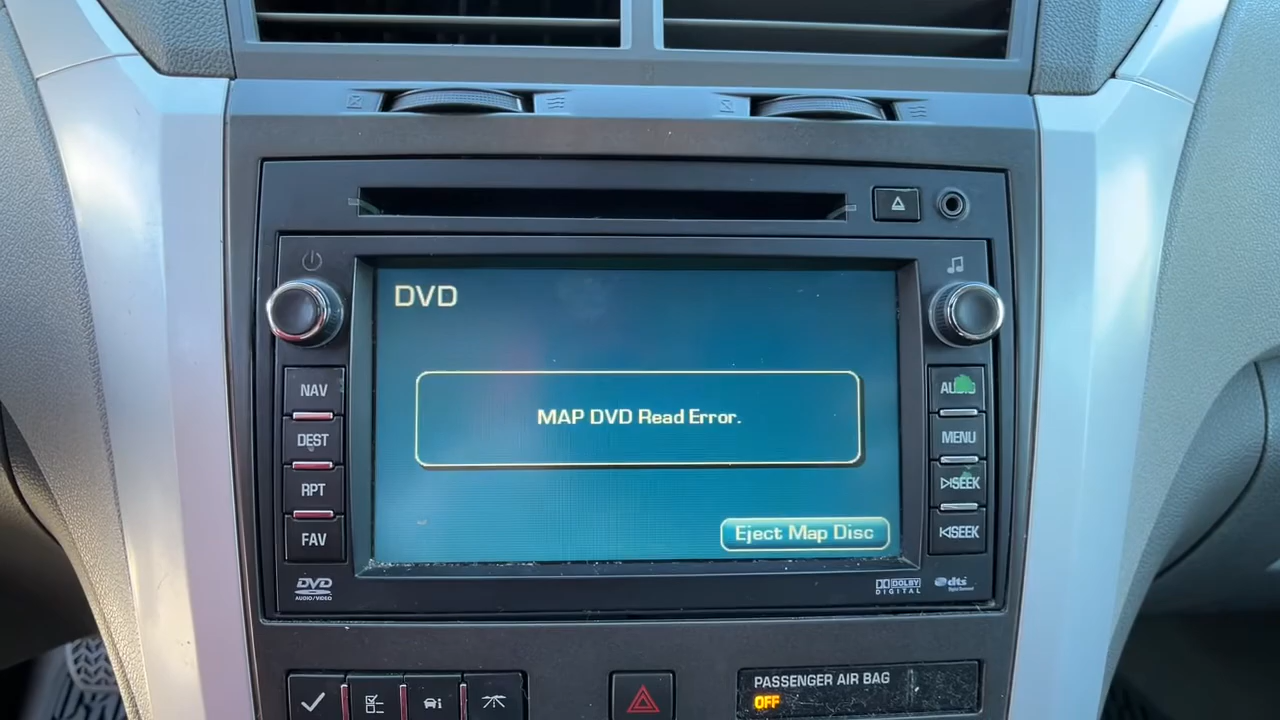 DVD
MAP DVD Read Error.
Eject Map Disc
NAV
DEST
RPT
FAV
MENU
SEEK
SEEK
DVD
AUDIO/VIDEO
DOLBY
DIGITAL
dts
PASSENGER AIR BAG
OFF